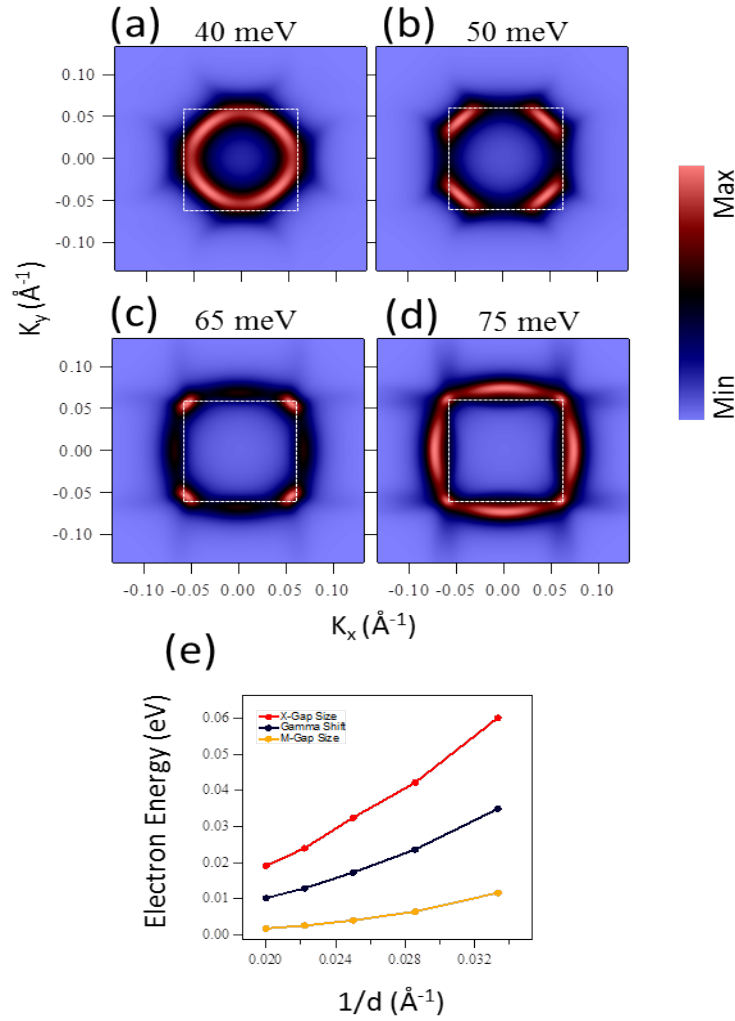 (a) 40 meV
(b) 50 meV
0.10
0.05
0.00
-0.05
-0.10
Max
Min
K_y (Å⁻¹)
(c) 65 meV
(d) 75 meV
0.10
0.05
0.00
-0.05
-0.10
-0.10 -0.05 0.00 0.05 0.10
-0.10 -0.05 0.00 0.05 0.10
K_x (Å⁻¹)
(e)
Electron Energy (eV)
0.06
0.05
0.04
0.03
0.02
0.01
0.00
X-Gap Size
Gamma Shift
M-Gap Size
0.020 0.024 0.028 0.032
1/d (Å⁻¹)